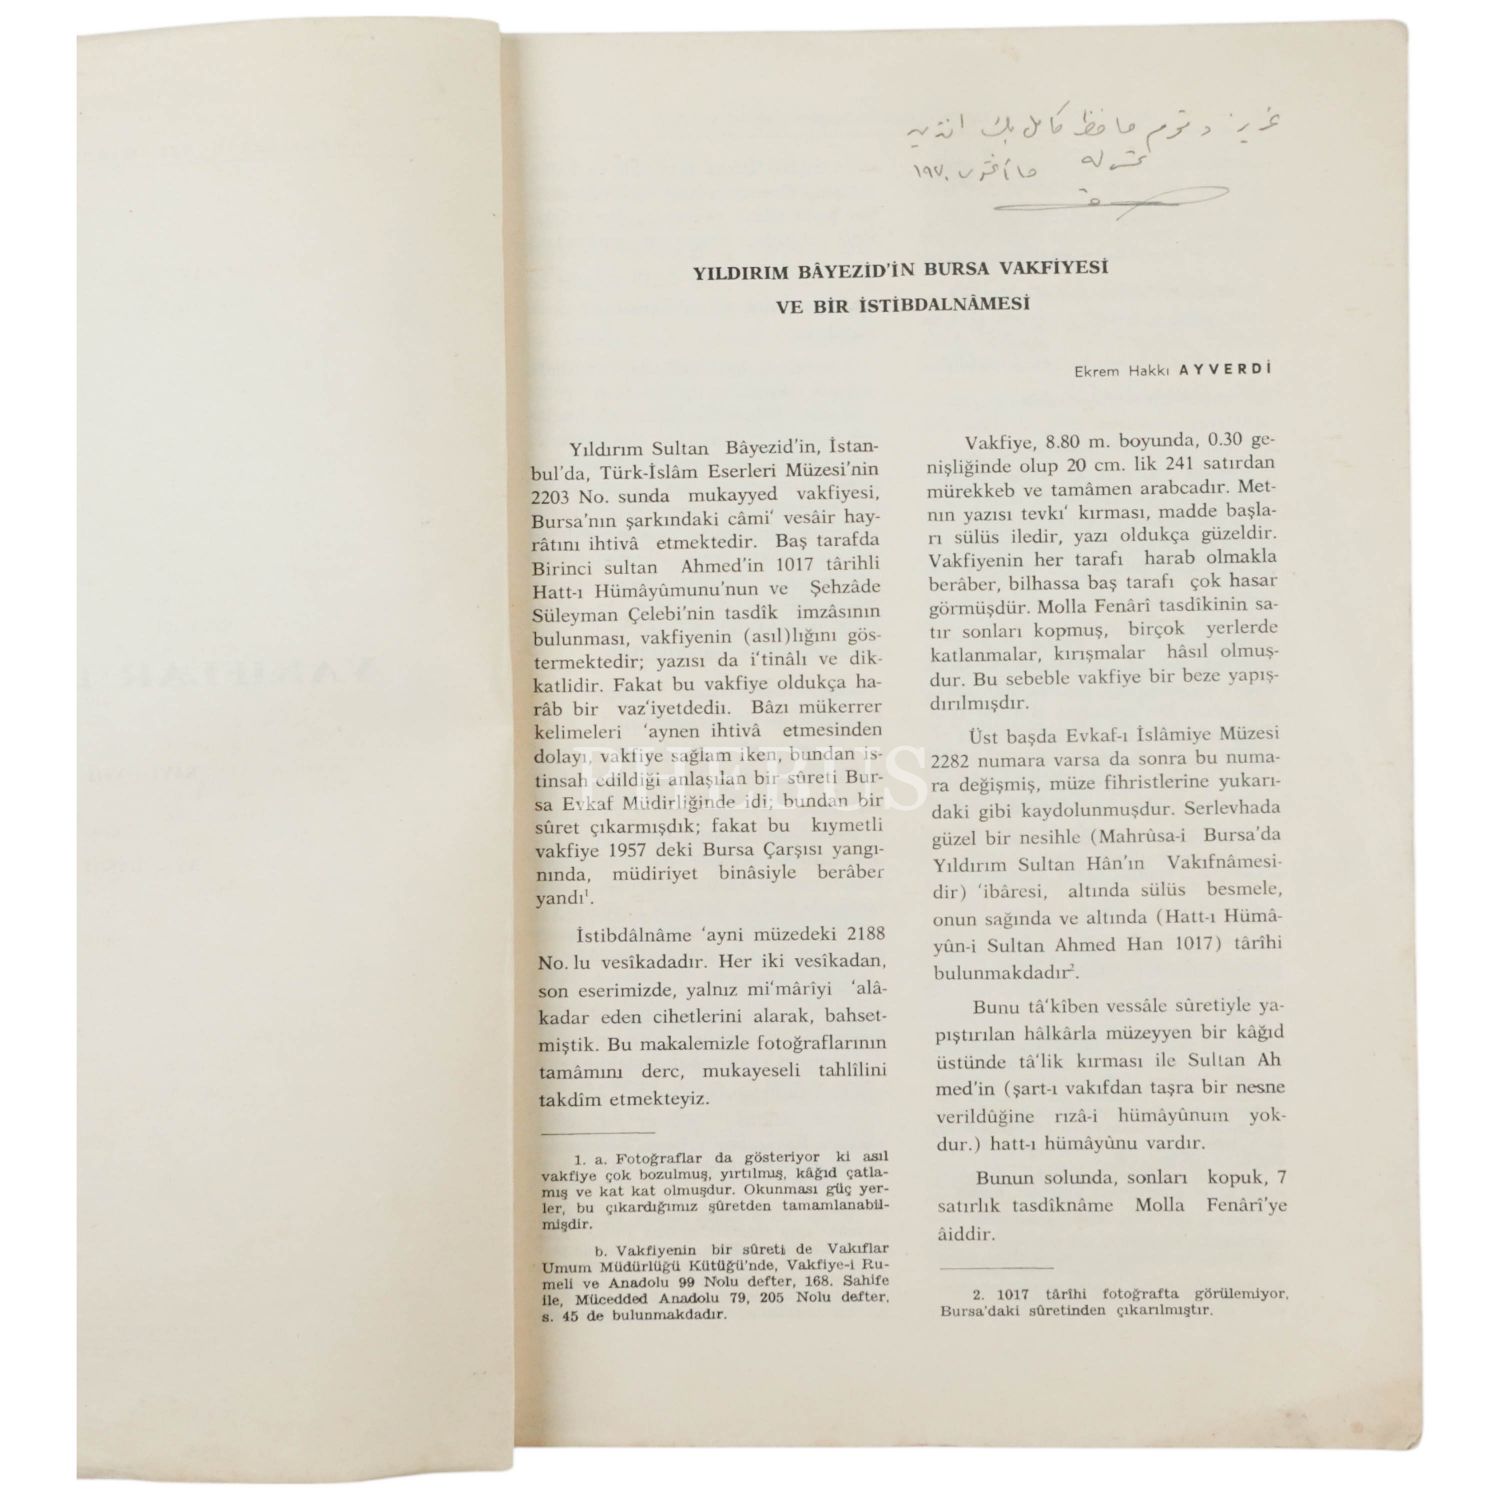 عزيز دوستم حافظ كامل بك افندى يه
١٩٧٠
YILDIRIM BÂYEZİD'İN BURSA VAKFİYESİ
VE BİR İSTİBDALNÂMESİ
Ekrem Hakkı AYVERDİ
Yıldırım Sultan Bâyezid'in, İstan-
bul'da, Türk-İslâm Eserleri Müzesi'nin
2203 No. sunda mukayyed vakfiyesi,
Bursa'nın şarkındaki câmi‘ vesâir hay-
râtını ihtivâ etmektedir. Baş tarafda
Birinci sultan Ahmed'in 1017 târihli
Hatt-ı Hümâyûmunu'nun ve Şehzâde
Süleyman Çelebi'nin tasdîk imzâsının
bulunması, vakfiyenin (asıl)lığını gös-
termektedir; yazısı da i‘tinâlı ve dik-
katlidir. Fakat bu vakfiye oldukça ha-
râb bir vaz‘iyetdedir. Bâzı mükerrer
kelimeleri ‘aynen ihtivâ etmesinden
dolayı, vakfiye sağlam iken, bundan is-
tinsah edildiği anlaşılan bir sûreti Bur-
sa Evkaf Müdirliğinde idi; bundan bir
sûret çıkarmışdık; fakat bu kıymetli
vakfiye 1957 deki Bursa Çarşısı yangı-
nında, müdiriyet binâsiyle berâber
yandı¹.
İstibdâlnâme ‘ayni müzedeki 2188
No. lu vesîkadadır. Her iki vesîkadan,
son eserimizde, yalnız mi‘mârîyi ‘alâ-
kadar eden cihetlerini alarak, bahset-
miştik. Bu makalemizle fotoğraflarının
tamâmını derc, mukayeseli tahlîlini
takdîm etmekteyiz.
1. a. Fotoğraflar da gösteriyor ki asıl
vakfiye çok bozulmuş, yırtılmış, kâğıd çatla-
mış ve kat kat olmuşdur. Okunması güç yer-
ler, bu çıkardığımız şûretden tamamlanabil-
mişdir.
b. Vakfiyenin bir sûreti de Vakıflar
Umum Müdürlüğü Kütüğü'nde, Vakfiye-i Ru-
meli ve Anadolu 99 Nolu defter, 168. Sahife
ile, Mücedded Anadolu 79, 205 Nolu defter,
s. 45 de bulunmakdadır.
Vakfiye, 8.80 m. boyunda, 0.30 ge-
nişliğinde olup 20 cm. lik 241 satırdan
mürekkeb ve tamâmen arabcadır. Met-
nın yazısı tevkı‘ kırması, madde başla-
rı sülüs iledir, yazı oldukça güzeldir.
Vakfiyenin her tarafı harab olmakla
berâber, bilhassa baş tarafı çok hasar
görmüşdür. Molla Fenârî tasdîkinin sa-
tır sonları kopmuş, birçok yerlerde
katlanmalar, kırışmalar hâsıl olmuş-
dur. Bu sebeble vakfiye bir beze yapış-
dırılmışdır.
Üst başda Evkaf-ı İslâmiye Müzesi
2282 numara varsa da sonra bu numa-
ra değişmiş, müze fihristlerine yukarı-
daki gibi kaydolunmuşdur. Serlevhada
güzel bir nesihle (Mahrûsa-i Bursa'da
Yıldırım Sultan Hân'ın Vakıfnâmesi-
dir) ‘ibâresi, altında sülüs besmele,
onun sağında ve altında (Hatt-ı Hümâ-
yûn-i Sultan Ahmed Han 1017) târîhi
bulunmakdadır².
Bunu tâ‘kîben vessâle sûretiyle ya-
pıştırılan hâlkârla müzeyyen bir kâğıd
üstünde tâ‘lik kırması ile Sultan Ah
med'in (şart-ı vakıfdan taşra bir nesne
verildûğine rızâ-i hümâyûnum yok-
dur.) hatt-ı hümâyûnu vardır.
Bunun solunda, sonları kopuk, 7
satırlık tasdîknâme Molla Fenârî'ye
âiddir.
2. 1017 târîhi fotoğrafta görülemiyor,
Bursa'daki sûretinden çıkarılmıştır.
PHEBUS